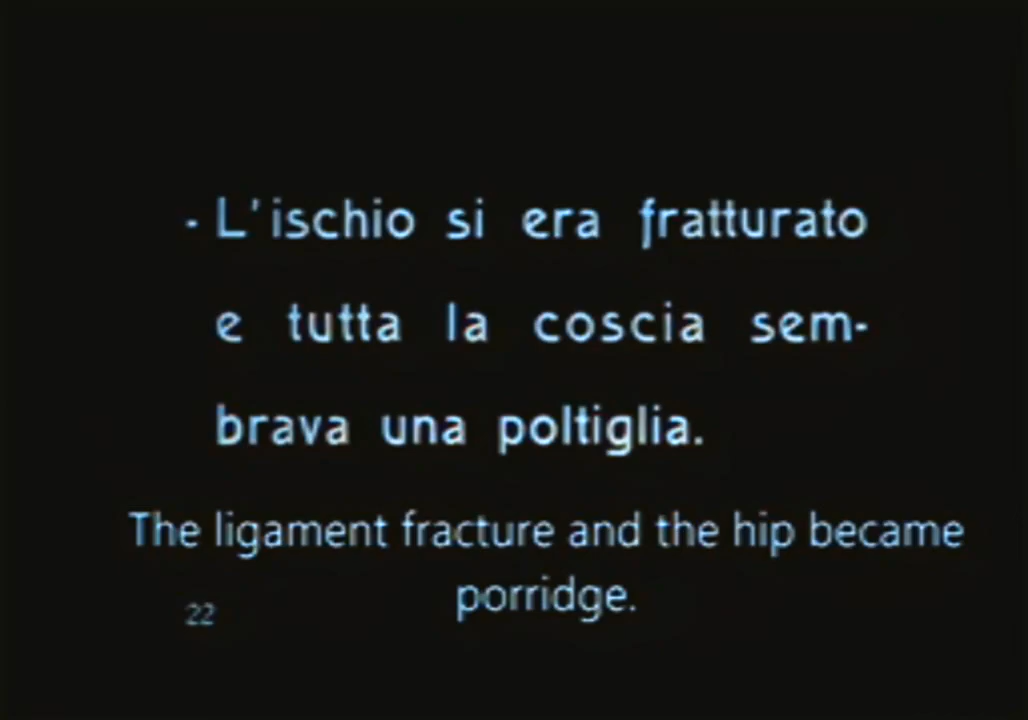 - L'ischio si era fratturato
e tutta la coscia sem-
brava una poltiglia.
The ligament fracture and the hip became
porridge.
22